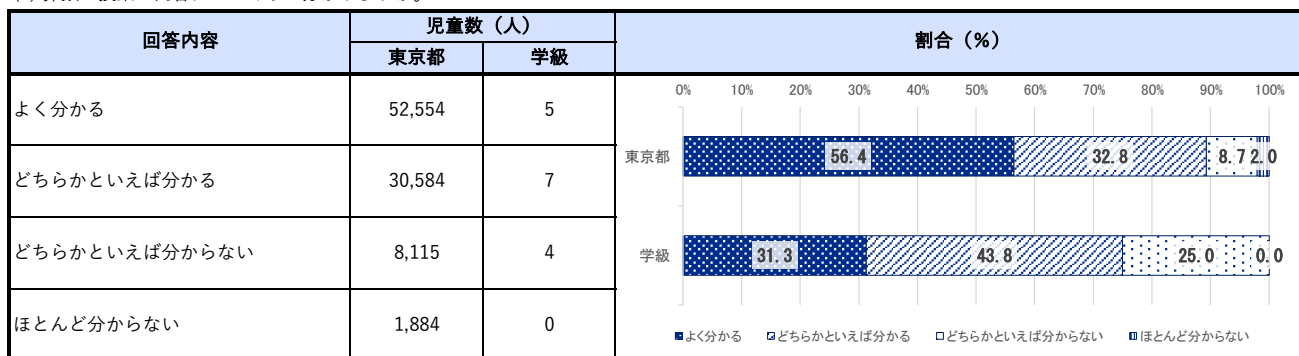 回答内容 児童数（人） 割合（%）
東京都 学級
よく分かる 52,554 5
どちらかといえば分かる 30,584 7
どちらかといえば分からない 8,115 4
ほとんど分からない 1,884 0
0% 10% 20% 30% 40% 50% 60% 70% 80% 90% 100%
東京都 56.4 32.8 8.7 2.0
学級 31.3 43.8 25.0 0.0
よく分かる どちらかといえば分かる どちらかといえば分からない ほとんど分からない